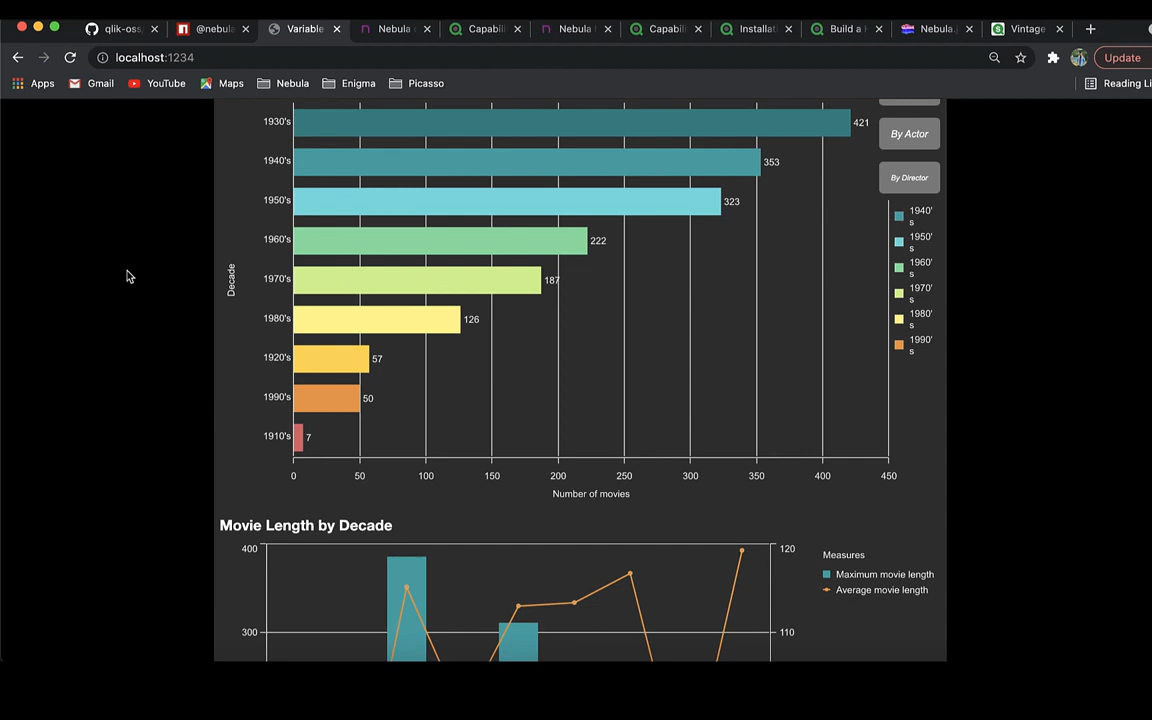 qlik-oss/
@nebula
Variable
Nebula
Capabili
Nebula
Capabili
Installati
Build a
Nebula.j
Vintage
localhost:1234
Update
Apps
Gmail
YouTube
Maps
Nebula
Enigma
Picasso
Reading Li
1930's
421
By Actor
1940's
353
By Director
1950's
323
1940'
s
1950'
s
1960's
222
1960'
s
1970's
187
1970'
s
1980's
126
1980'
s
1990'
s
1920's
57
1990's
50
1910's
7
Decade
0 50 100 150 200 250 300 350 400 450
Number of movies
Movie Length by Decade
400
120
Measures
Maximum movie length
Average movie length
300
110